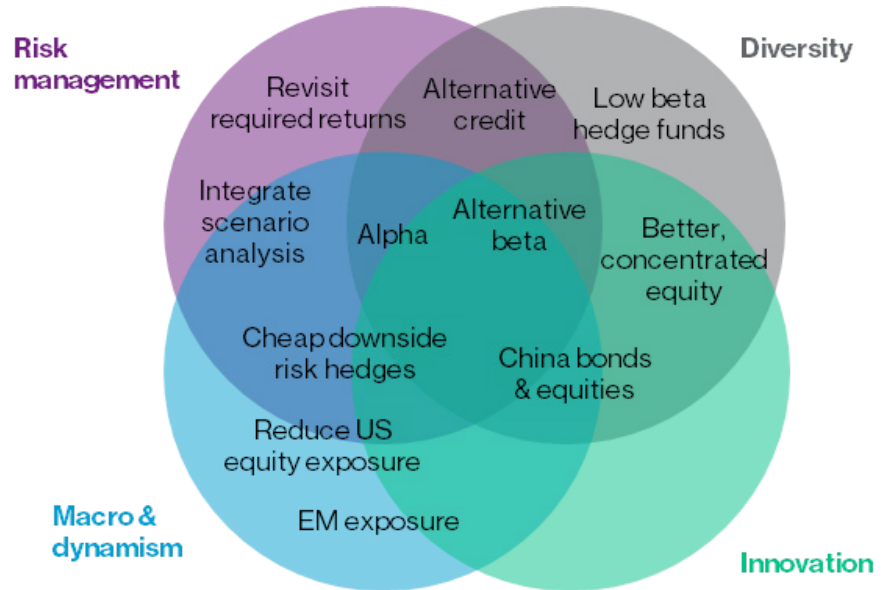 Risk
management
Diversity
Revisit
required returns
Alternative
credit
Low beta
hedge funds
Integrate
scenario
analysis
Alpha
Alternative
beta
Better,
concentrated
equity
Cheap downside
risk hedges
China bonds
& equities
Reduce US
equity exposure
EM exposure
Macro &
dynamism
Innovation